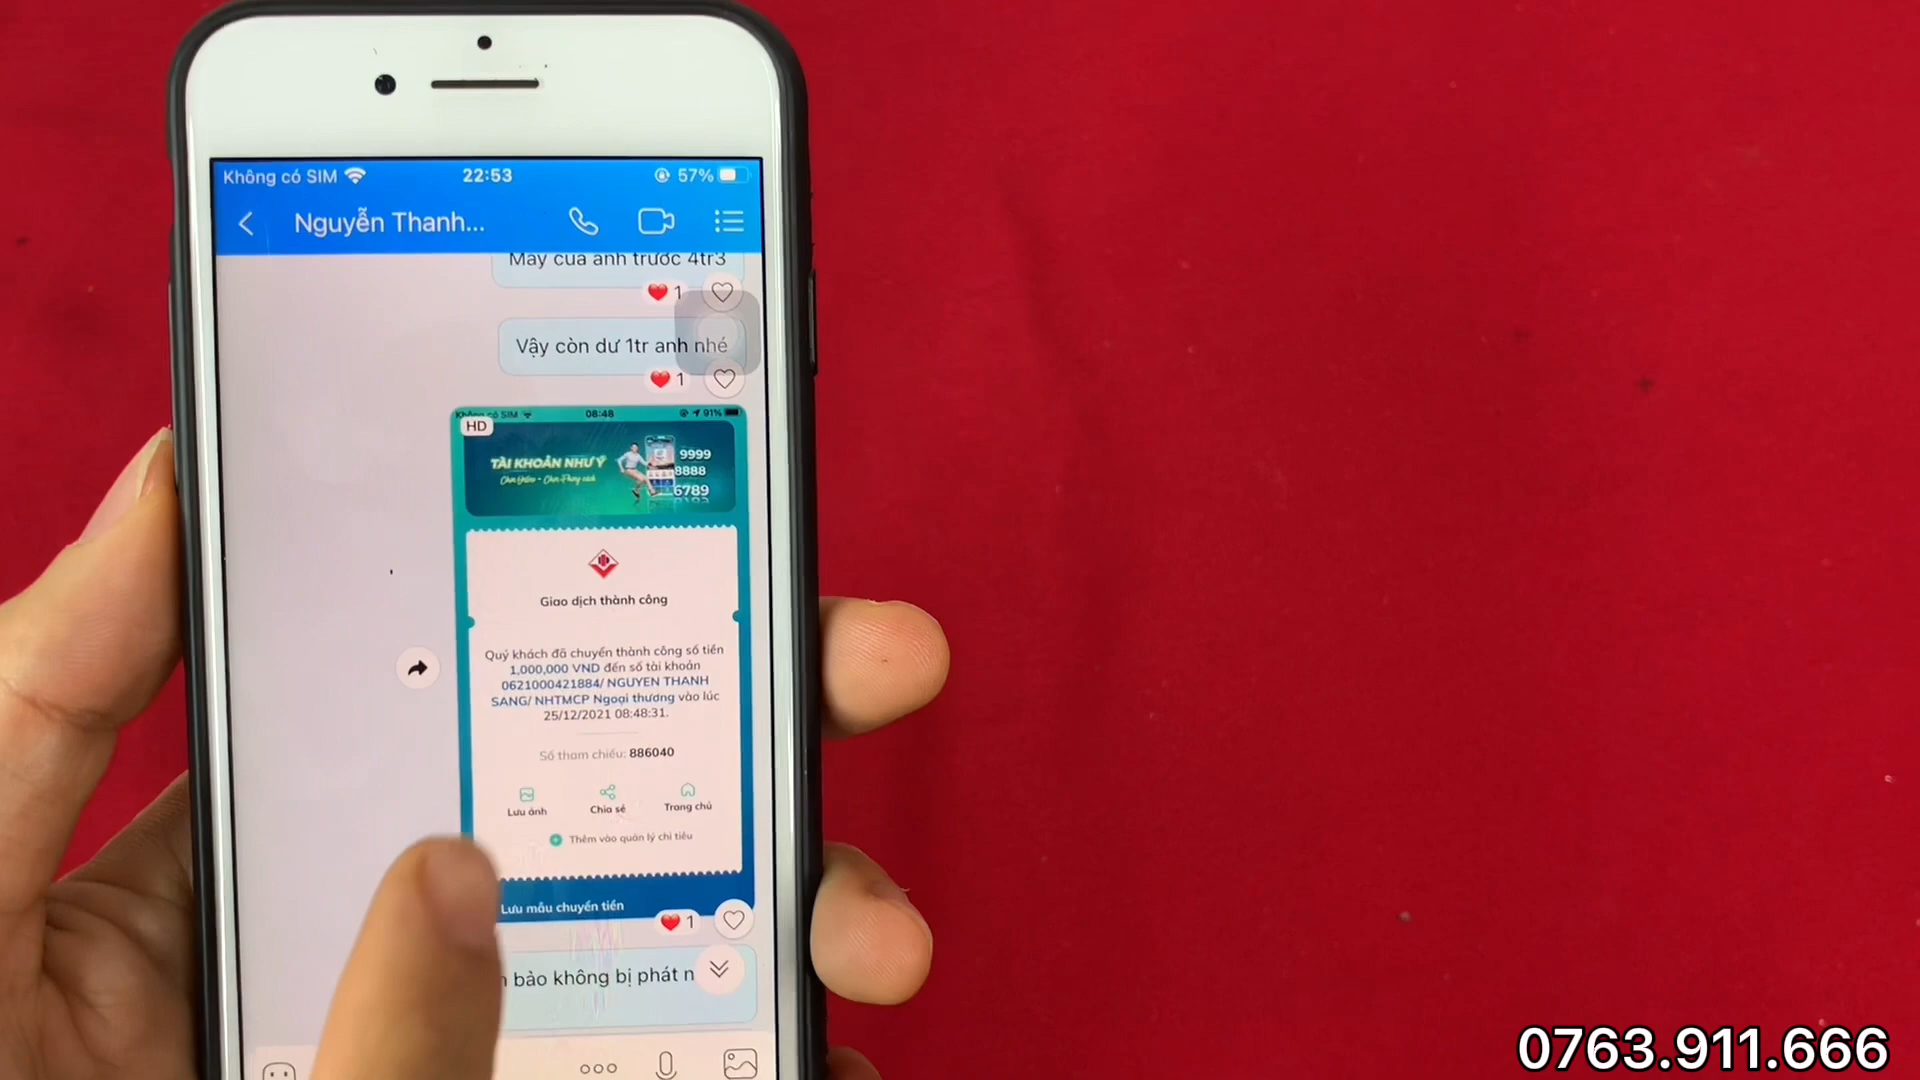 Không có SIM 22:53 57%
Nguyễn Thanh...
Máy của anh trước 4tr3
1
Vậy còn dư 1tr anh nhé
1
Không có SIM 08:48 91%
HD
TÀI KHOẢN NHƯ Ý
9999
8888
6789
Giao dịch thành công
Quý khách đã chuyển thành công số tiền
1,000,000 VND đến số tài khoản
0621000421884/ NGUYEN THANH
SANG/ NHTMCP Ngoại thương vào lúc
25/12/2021 08:48:31.
Số tham chiếu: 886040
Lưu ảnh Chia sẻ Trang chủ
Thêm vào quản lý chi tiêu
Lưu mẫu chuyển tiền
1
bảo không bị phát
0763.911.666